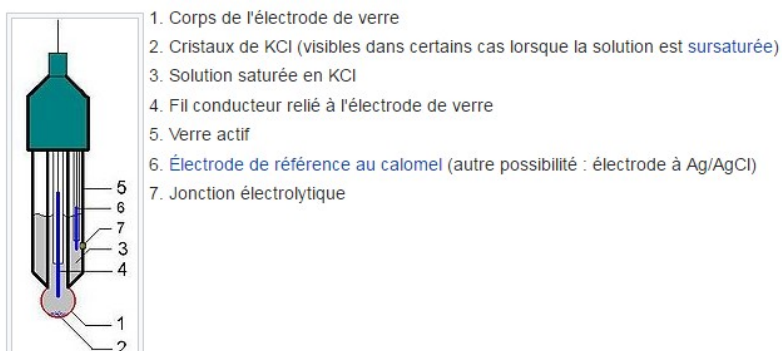 1. Corps de l'électrode de verre
2. Cristaux de KCl (visibles dans certains cas lorsque la solution est sursaturée)
3. Solution saturée en KCl
4. Fil conducteur relié à l'électrode de verre
5. Verre actif
6. Électrode de référence au calomel (autre possibilité : électrode à Ag/AgCl)
7. Jonction électrolytique
5
6
7
3
4
1
2